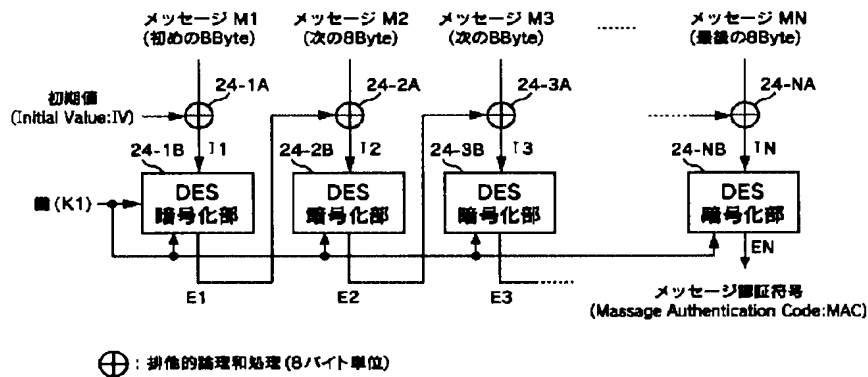 メッセージ M1
(初めの8Byte)
メッセージ M2
(次の8Byte)
メッセージ M3
(次の8Byte)
......
メッセージ MN
(最後の8Byte)
初期値
(Initial Value:IV)
24-1A
24-2A
24-3A
24-NA
24-1B
I1
24-2B
I2
24-3B
I3
24-NB
IN
鍵(K1)
DES
暗号化部
DES
暗号化部
DES
暗号化部
DES
暗号化部
E1
E2
E3
EN
メッセージ認証符号
(Massage Authentication Code:MAC)
⊕ : 排他的論理和処理(8バイト単位)